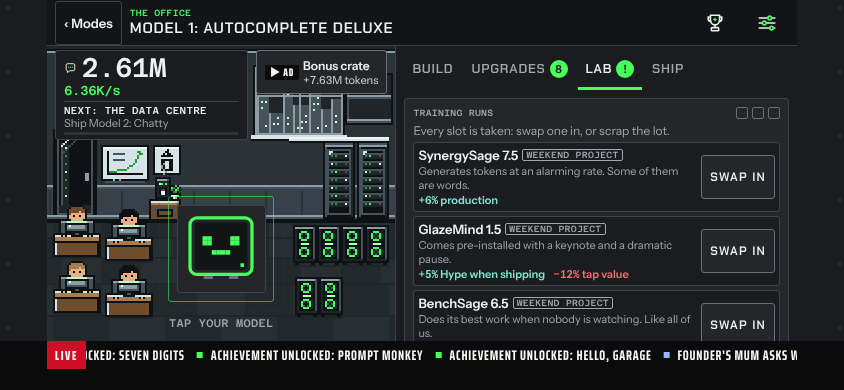 ‹ Modes
THE OFFICE
MODEL 1: AUTOCOMPLETE DELUXE
2.61M
6.36K/s
NEXT: THE DATA CENTRE
Ship Model 2: Chatty
AD
Bonus crate
+7.63M tokens
TAP YOUR MODEL
BUILD
UPGRADES 8
LAB !
SHIP
TRAINING RUNS
Every slot is taken: swap one in, or scrap the lot.
SynergySage 7.5 WEEKEND PROJECT
Generates tokens at an alarming rate. Some of them
are words.
+6% production
SWAP IN
GlazeMind 1.5 WEEKEND PROJECT
Comes pre-installed with a keynote and a dramatic
pause.
+5% Hype when shipping −12% tap value
SWAP IN
BenchSage 6.5 WEEKEND PROJECT
Does its best work when nobody is watching. Like all of
us.
SWAP IN
LIVE
OCKED: SEVEN DIGITS ACHIEVEMENT UNLOCKED: PROMPT MONKEY ACHIEVEMENT UNLOCKED: HELLO, GARAGE FOUNDER'S MUM ASKS